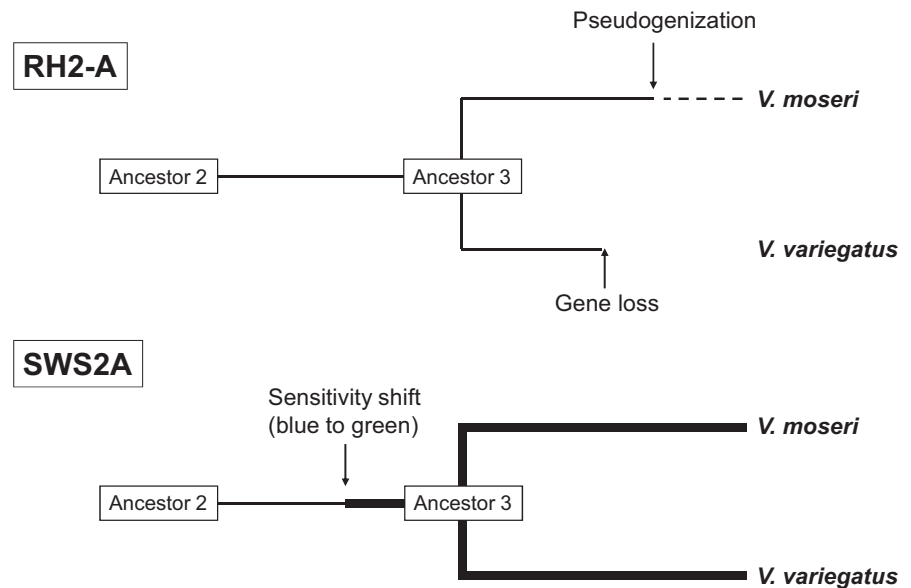 Pseudogenization
RH2-A
V. moseri
Ancestor 2
Ancestor 3
V. variegatus
Gene loss
SWS2A
Sensitivity shift
(blue to green)
V. moseri
Ancestor 2
Ancestor 3
V. variegatus